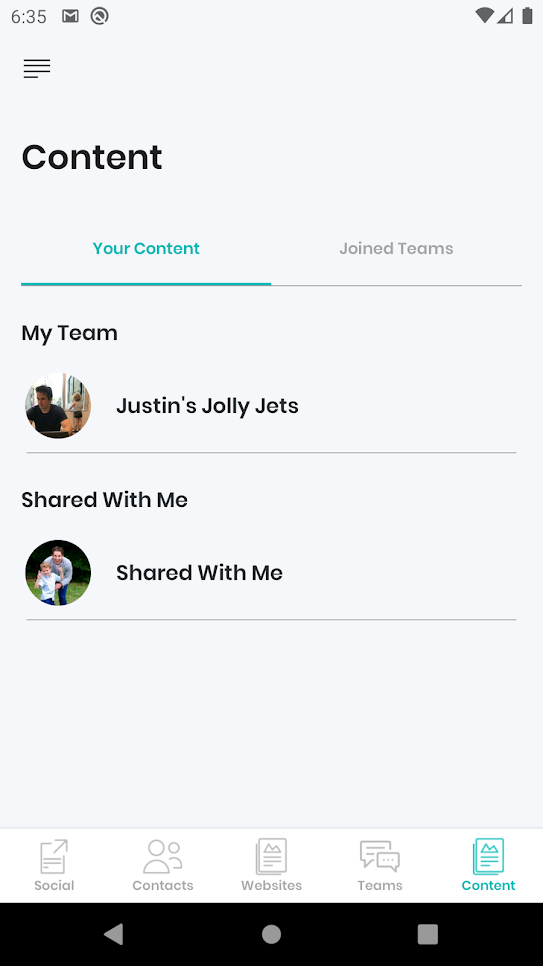 6:35
Content
Your Content
Joined Teams
My Team
Justin's Jolly Jets
Shared With Me
Shared With Me
Social
Contacts
Websites
Teams
Content